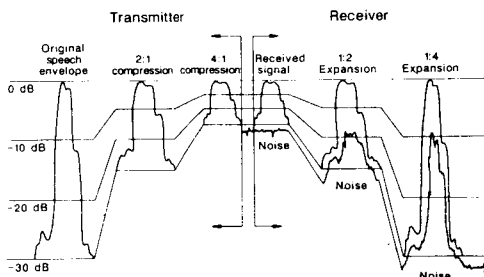 Transmitter
Receiver
Original
speech
envelope
2:1
compression
4:1
compression
Received
signal
1:2
Expansion
1:4
Expansion
0 dB
-10 dB
-20 dB
-30 dB
Noise
Noise
Noise